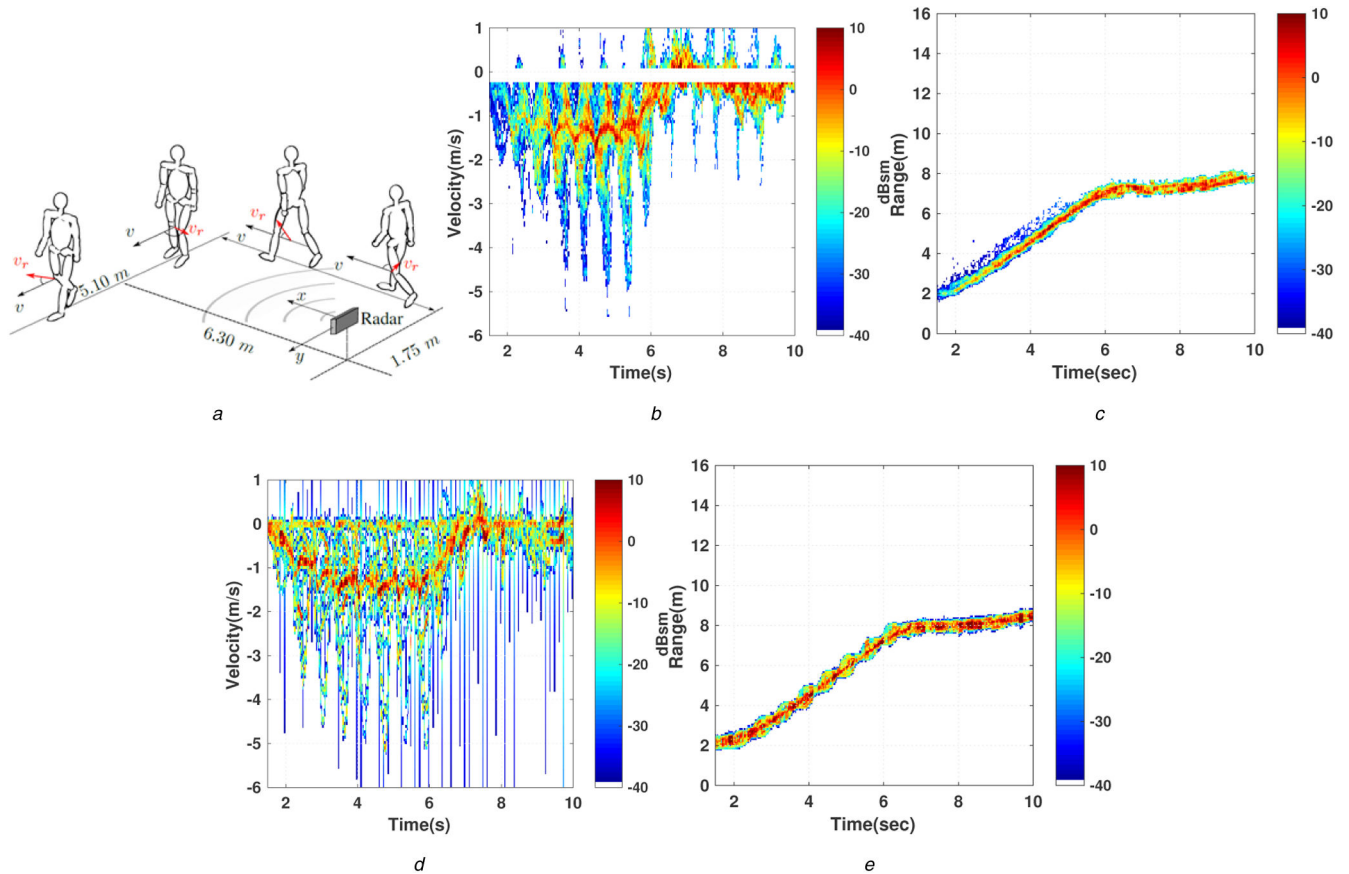 v_r
v
5.10 m
v
v_r
v_r
v
v
v_r
x
Radar
y
6.30 m
1.75 m
a
Velocity(m/s)
1
0
-1
-2
-3
-4
-5
-6
2
4
6
8
10
Time(s)
10
0
-10
-20
-30
-40
b
dBsm
Range(m)
16
14
12
10
8
6
4
2
0
2
4
6
8
10
Time(sec)
10
0
-10
-20
-30
-40
c
Velocity(m/s)
1
0
-1
-2
-3
-4
-5
-6
2
4
6
8
10
Time(s)
10
0
-10
-20
-30
-40
d
dBsm
Range(m)
16
14
12
10
8
6
4
2
0
2
4
6
8
10
Time(sec)
10
0
-10
-20
-30
-40
e